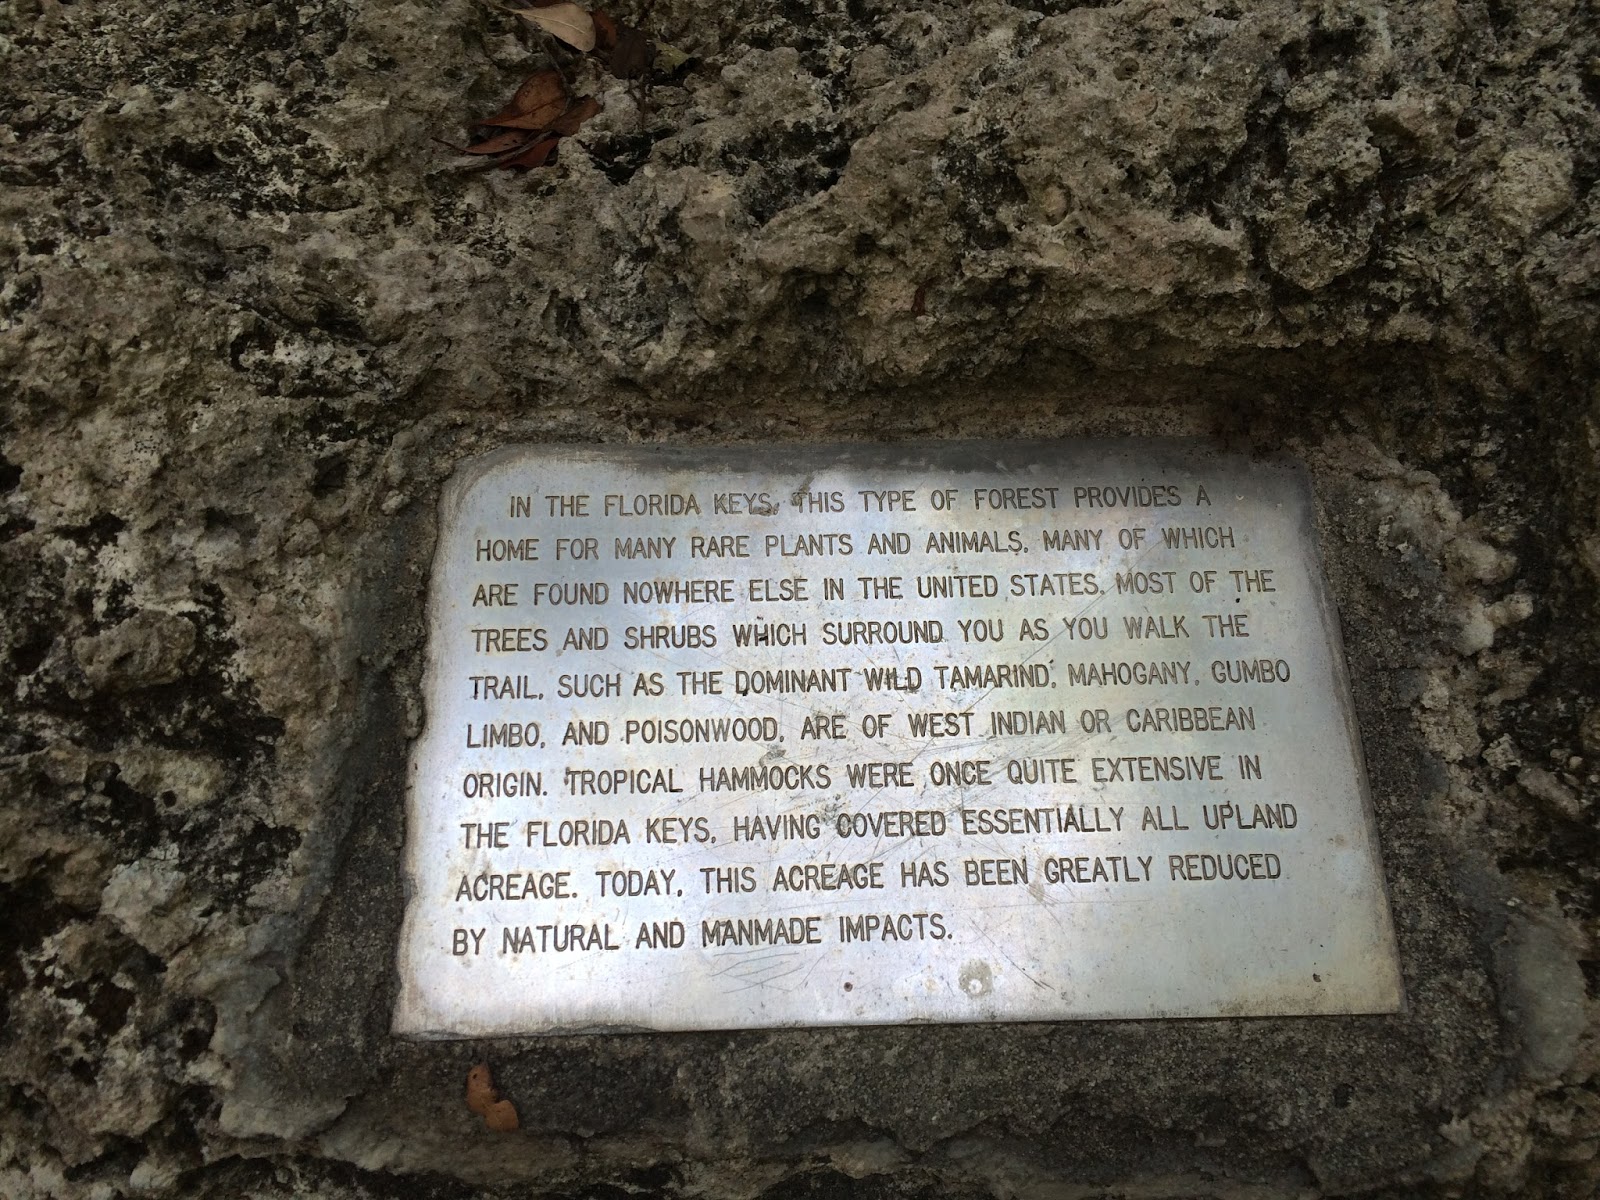 IN THE FLORIDA KEYS, THIS TYPE OF FOREST PROVIDES A
HOME FOR MANY RARE PLANTS AND ANIMALS, MANY OF WHICH
ARE FOUND NOWHERE ELSE IN THE UNITED STATES. MOST OF THE
TREES AND SHRUBS WHICH SURROUND YOU AS YOU WALK THE
TRAIL, SUCH AS THE DOMINANT WILD TAMARIND, MAHOGANY, GUMBO
LIMBO, AND POISONWOOD, ARE OF WEST INDIAN OR CARIBBEAN
ORIGIN. TROPICAL HAMMOCKS WERE ONCE QUITE EXTENSIVE IN
THE FLORIDA KEYS, HAVING COVERED ESSENTIALLY ALL UPLAND
ACREAGE. TODAY, THIS ACREAGE HAS BEEN GREATLY REDUCED
BY NATURAL AND MANMADE IMPACTS.